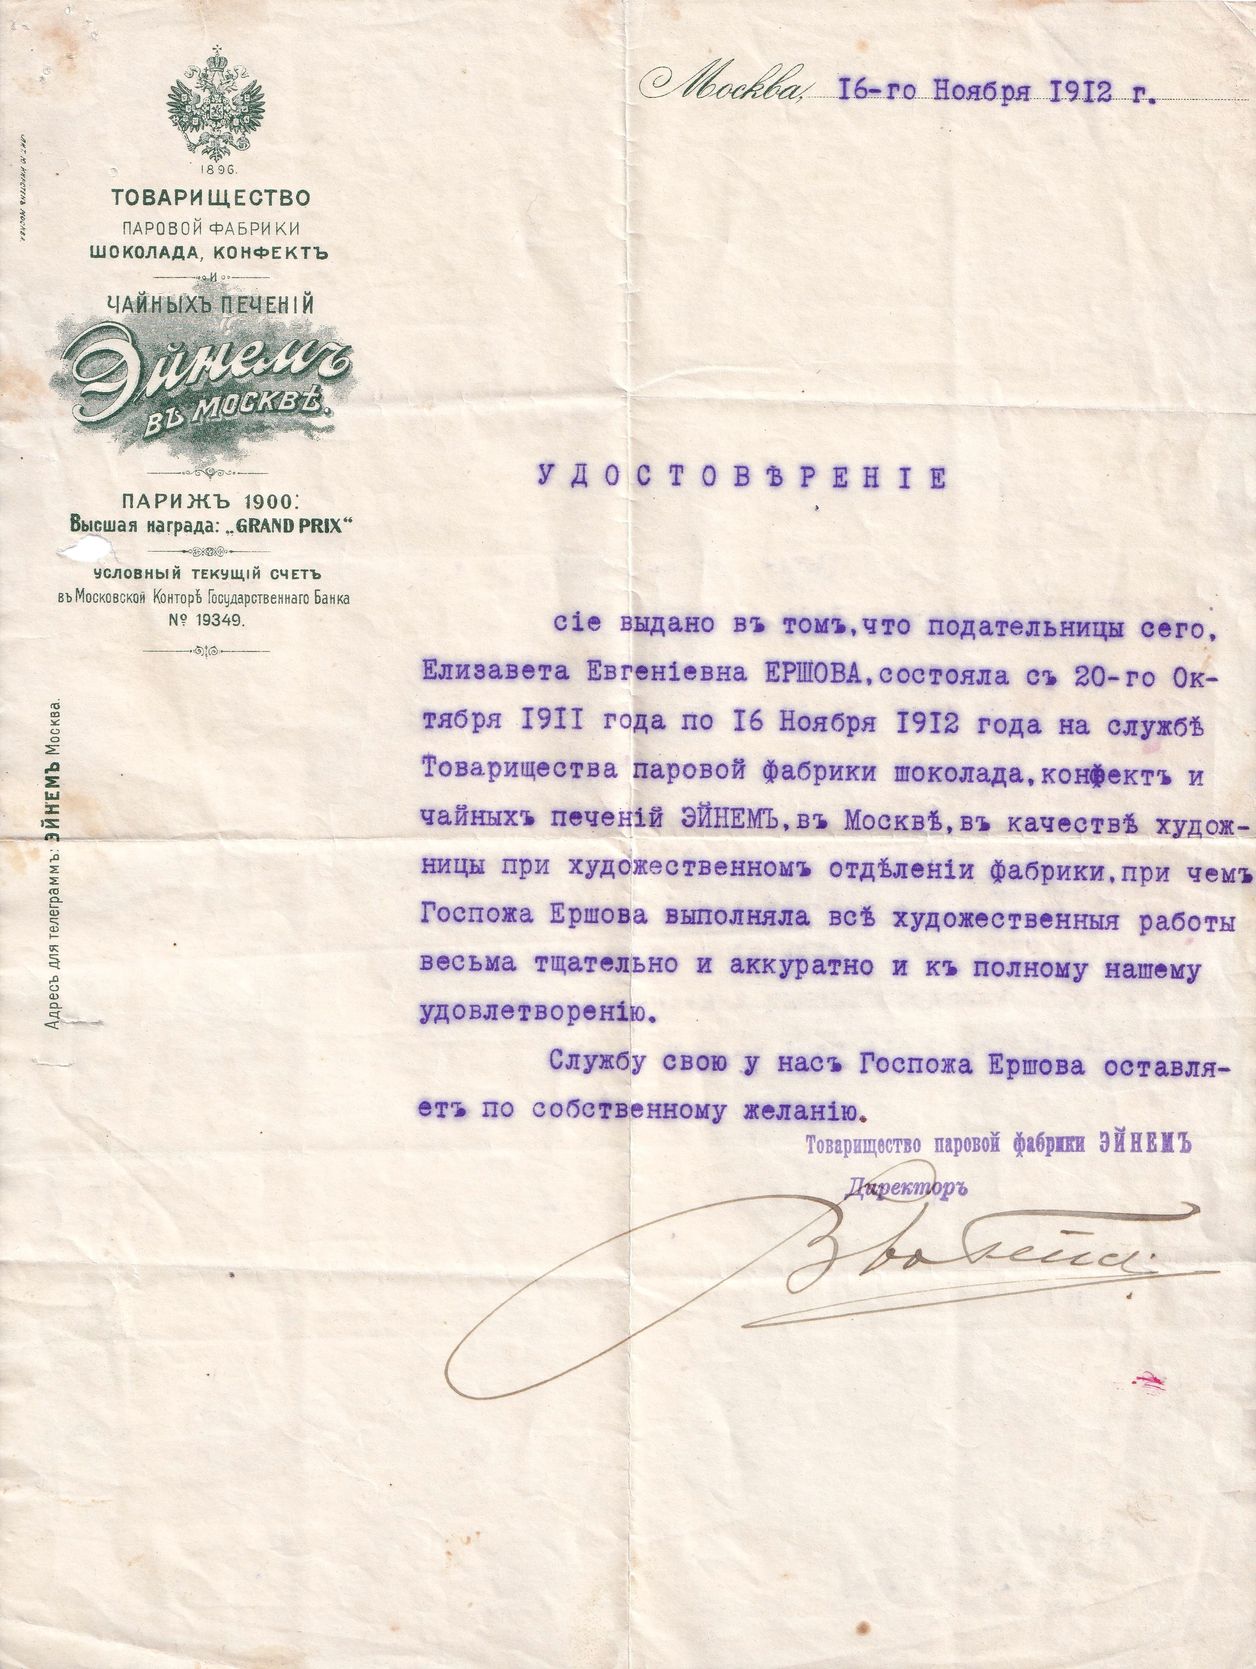 Москва, 16-го Ноября 1912 г.
1896.
ТОВАРИЩЕСТВО
ПАРОВОЙ ФАБРИКИ
ШОКОЛАДА, КОНФЕКТЪ
И
ЧАЙНЫХЪ ПЕЧЕНІЙ
Эйнемъ
ВЪ МОСКВѢ.
ПАРИЖЪ 1900:
Высшая награда: „GRAND PRIX“
УСЛОВНЫЙ ТЕКУЩІЙ СЧЕТЪ
въ Московской Конторѣ Государственнаго Банка
№ 19349.
Адресъ для телеграммъ: ЭЙНЕМЪ Москва.
УДОСТОВѢРЕНІЕ
сіе выдано въ томъ,что подательницы сего,
Елизавета Евгеніевна ЕРШОВА,состояла съ 20-го Ок-
тября 1911 года по 16 Ноября 1912 года на службѣ
Товарищества паровой фабрики шоколада,конфектъ и
чайныхъ печеній ЭЙНЕМЪ,въ Москвѣ,въ качествѣ худож-
ницы при художественномъ отдѣленіи фабрики,при чемъ
Госпожа Ершова выполняла всѣ художественныя работы
весьма тщательно и аккуратно и къ полному нашему
удовлетворенію.
Службу свою у насъ Госпожа Ершова оставля-
етъ по собственному желанію.
Товарищество паровой фабрики ЭЙНЕМЪ
Директоръ